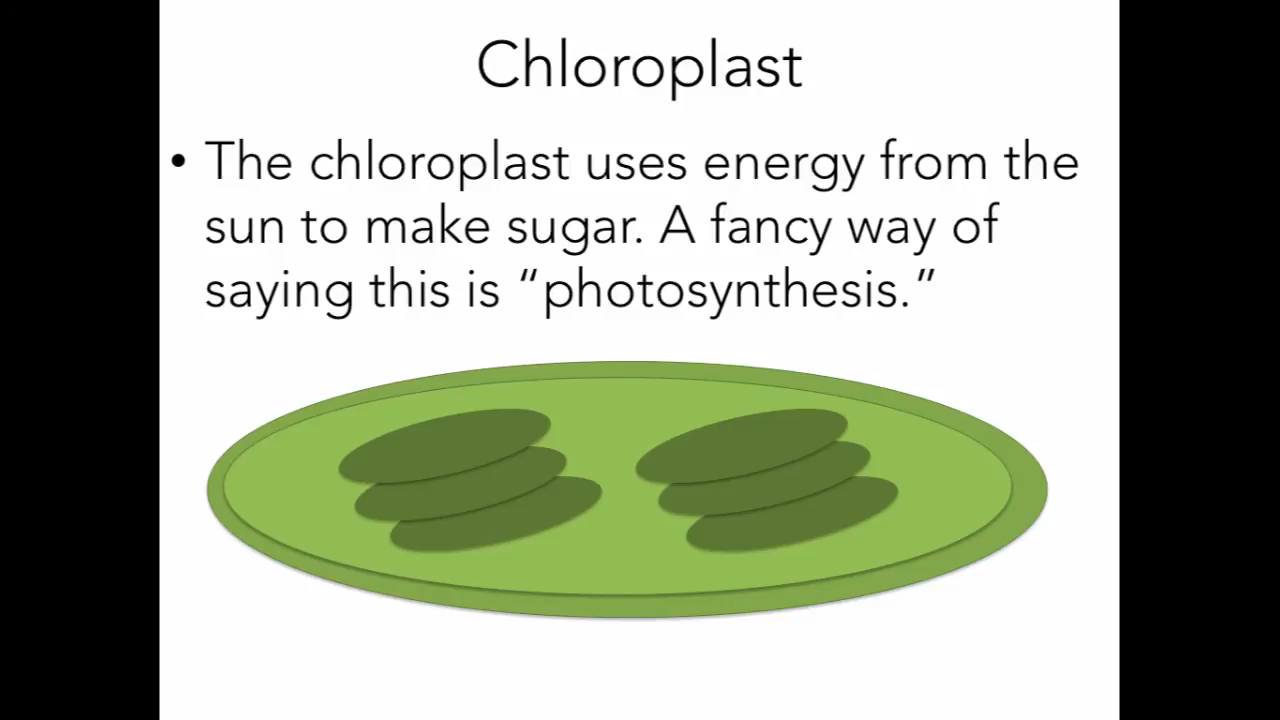 Chloroplast
• The chloroplast uses energy from the
sun to make sugar. A fancy way of
saying this is “photosynthesis.”